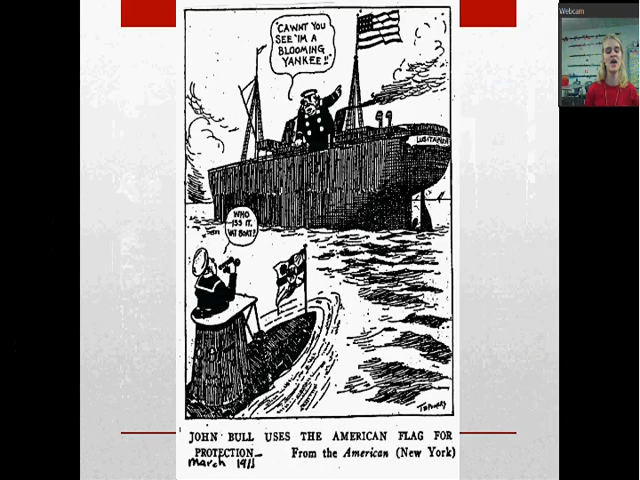 Webcam
"CAWNT YOU
SEE I'M A
BLOOMING
YANKEE!!"
LUSITANIA
WHO
ISS IT,
VAT BOAT?
T.E. POWERS
JOHN BULL USES THE AMERICAN FLAG FOR
PROTECTION— From the American (New York)
March 1915